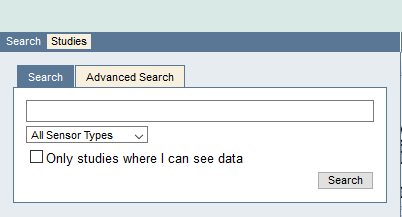 Search Studies
Search Advanced Search
All Sensor Types
Only studies where I can see data
Search